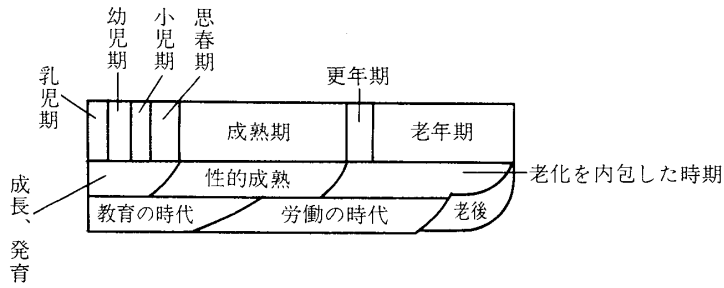 乳児期
幼児期
小児期
思春期
更年期
成熟期
老年期
成長、発育
性的成熟
老化を内包した時期
教育の時代
労働の時代
老後